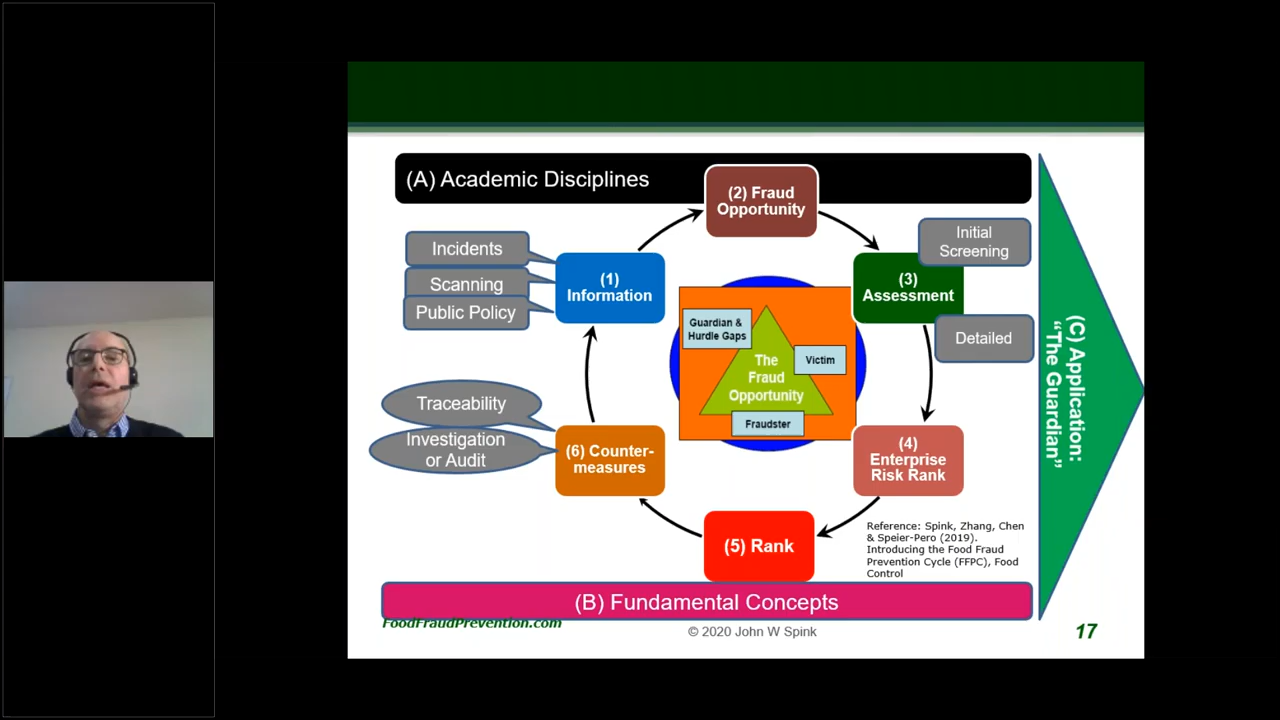 (A) Academic Disciplines
(2) Fraud
Opportunity
Initial
Screening
Incidents
Scanning
Public Policy
(1)
Information
(3)
Assessment
Detailed
Guardian &
Hurdle Gaps
Victim
The
Fraud
Opportunity
Fraudster
(C) Application:
“The Guardian”
Traceability
Investigation
or Audit
(6) Counter-
measures
(4)
Enterprise
Risk Rank
(5) Rank
Reference: Spink, Zhang, Chen
& Speier-Pero (2019).
Introducing the Food Fraud
Prevention Cycle (FFPC), Food
Control
(B) Fundamental Concepts
FoodFraudPrevention.com
© 2020 John W Spink
17